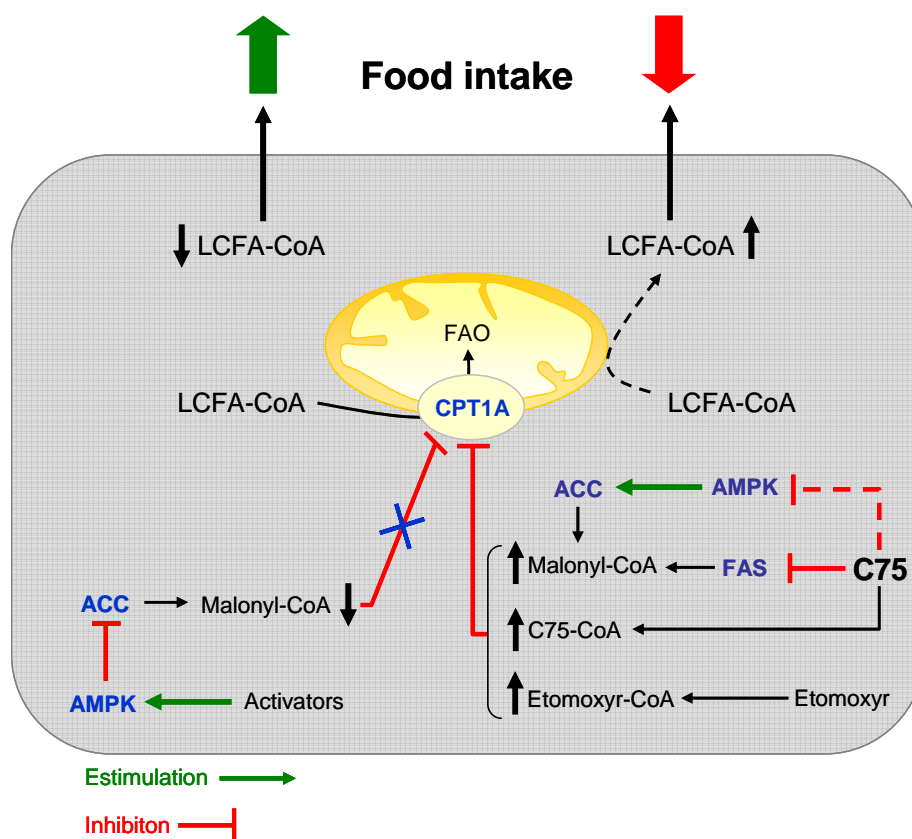 Food intake
LCFA-CoA
LCFA-CoA
FAO
LCFA-CoA
CPT1A
LCFA-CoA
ACC
AMPK
Malonyl-CoA
FAS
C75
ACC
Malonyl-CoA
C75-CoA
AMPK
Activators
Etomoxyr-CoA
Etomoxyr
Estimulation
Inhibiton